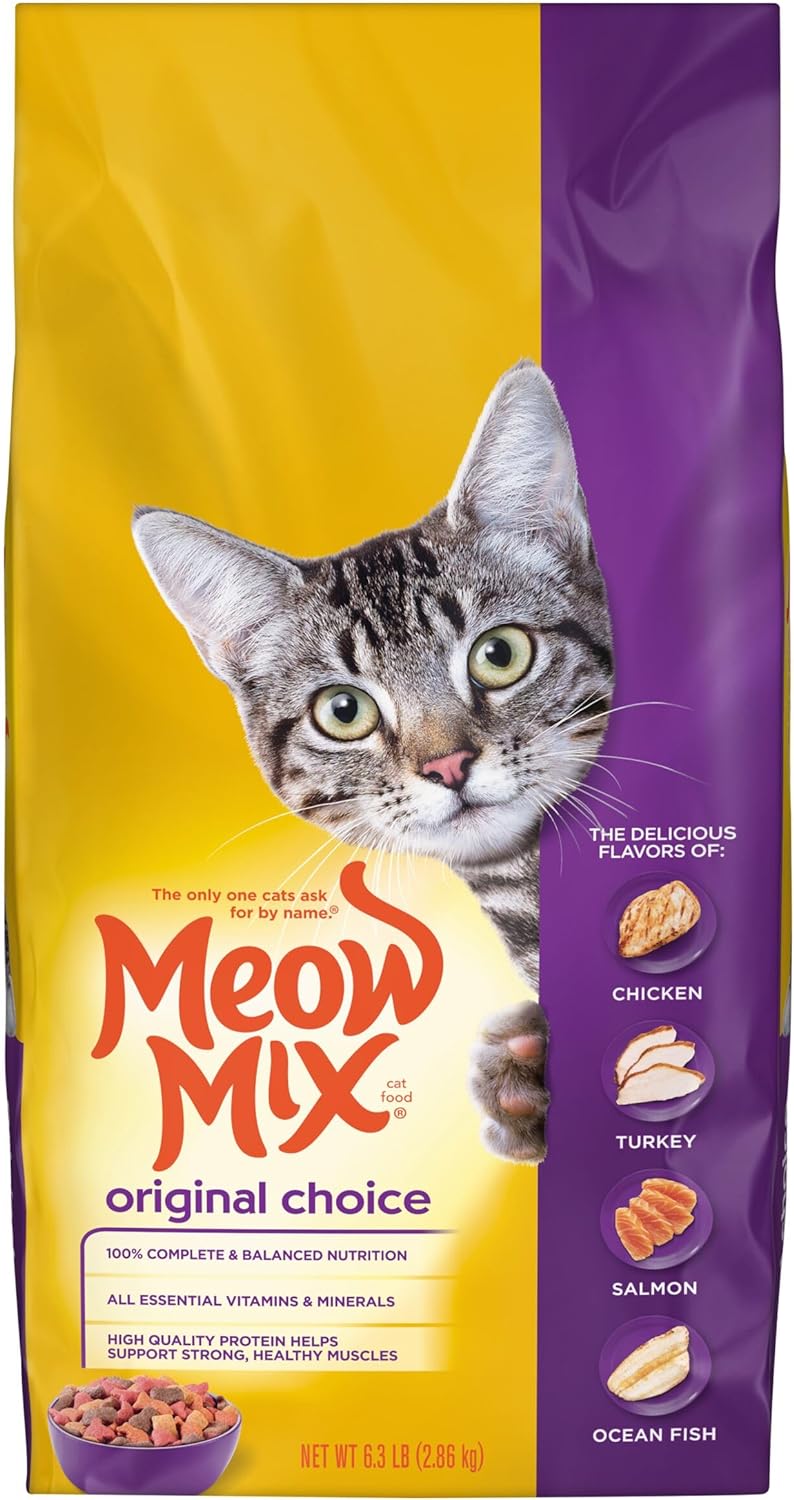 The only one cats ask
for by name.®
Meow
Mix
cat
food
®
original choice
100% COMPLETE & BALANCED NUTRITION
ALL ESSENTIAL VITAMINS & MINERALS
HIGH QUALITY PROTEIN HELPS
SUPPORT STRONG, HEALTHY MUSCLES
NET WT 6.3 LB (2.86 kg)
THE DELICIOUS
FLAVORS OF:
CHICKEN
TURKEY
SALMON
OCEAN FISH